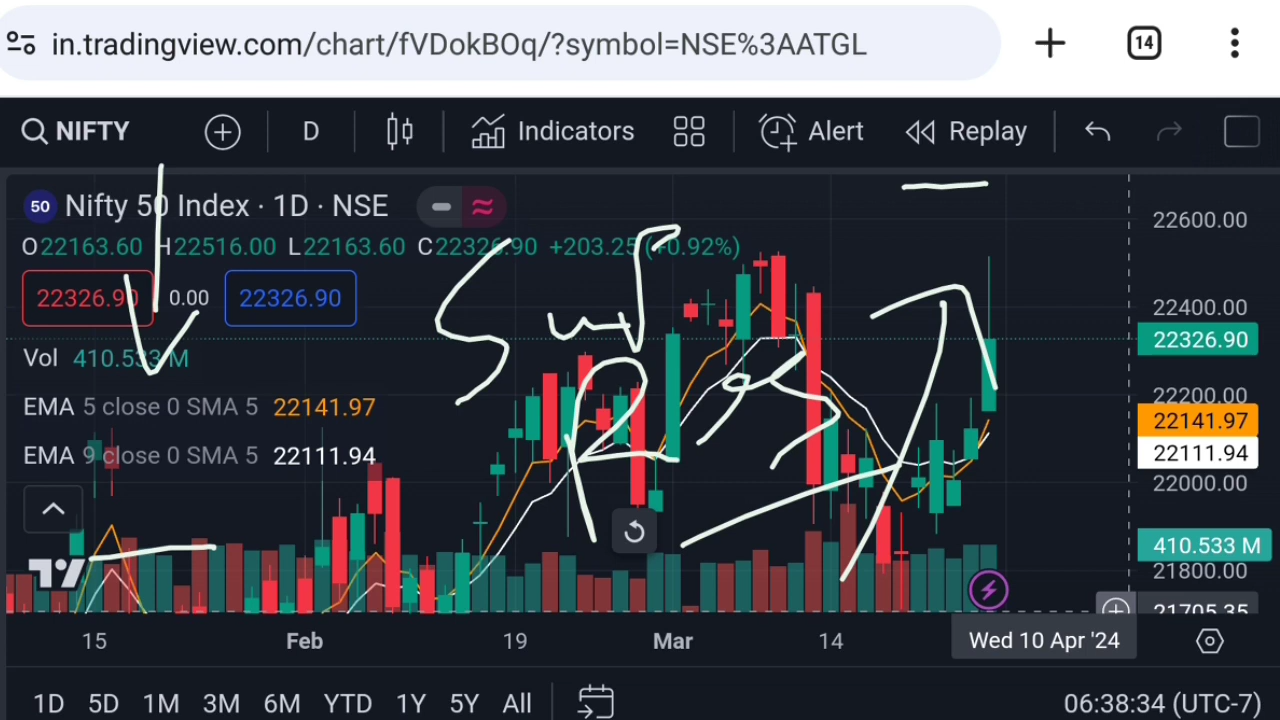 in.tradingview.com/chart/fVDokBOq/?symbol=NSE%3AATGL
14
NIFTY
D
Indicators
Alert
Replay
50 Nifty 50 Index · 1D · NSE
O22163.60 H22516.00 L22163.60 C22326.90 +203.25 (+0.92%)
22326.90 0.00 22326.90
Vol 410.533 M
EMA 5 close 0 SMA 5 22141.97
EMA 9 close 0 SMA 5 22111.94
22600.00
22400.00
22326.90
22200.00
22141.97
22111.94
22000.00
410.533 M
21800.00
21705.35
15 Feb 19 Mar 14 Wed 10 Apr '24
1D 5D 1M 3M 6M YTD 1Y 5Y All 06:38:34 (UTC-7)